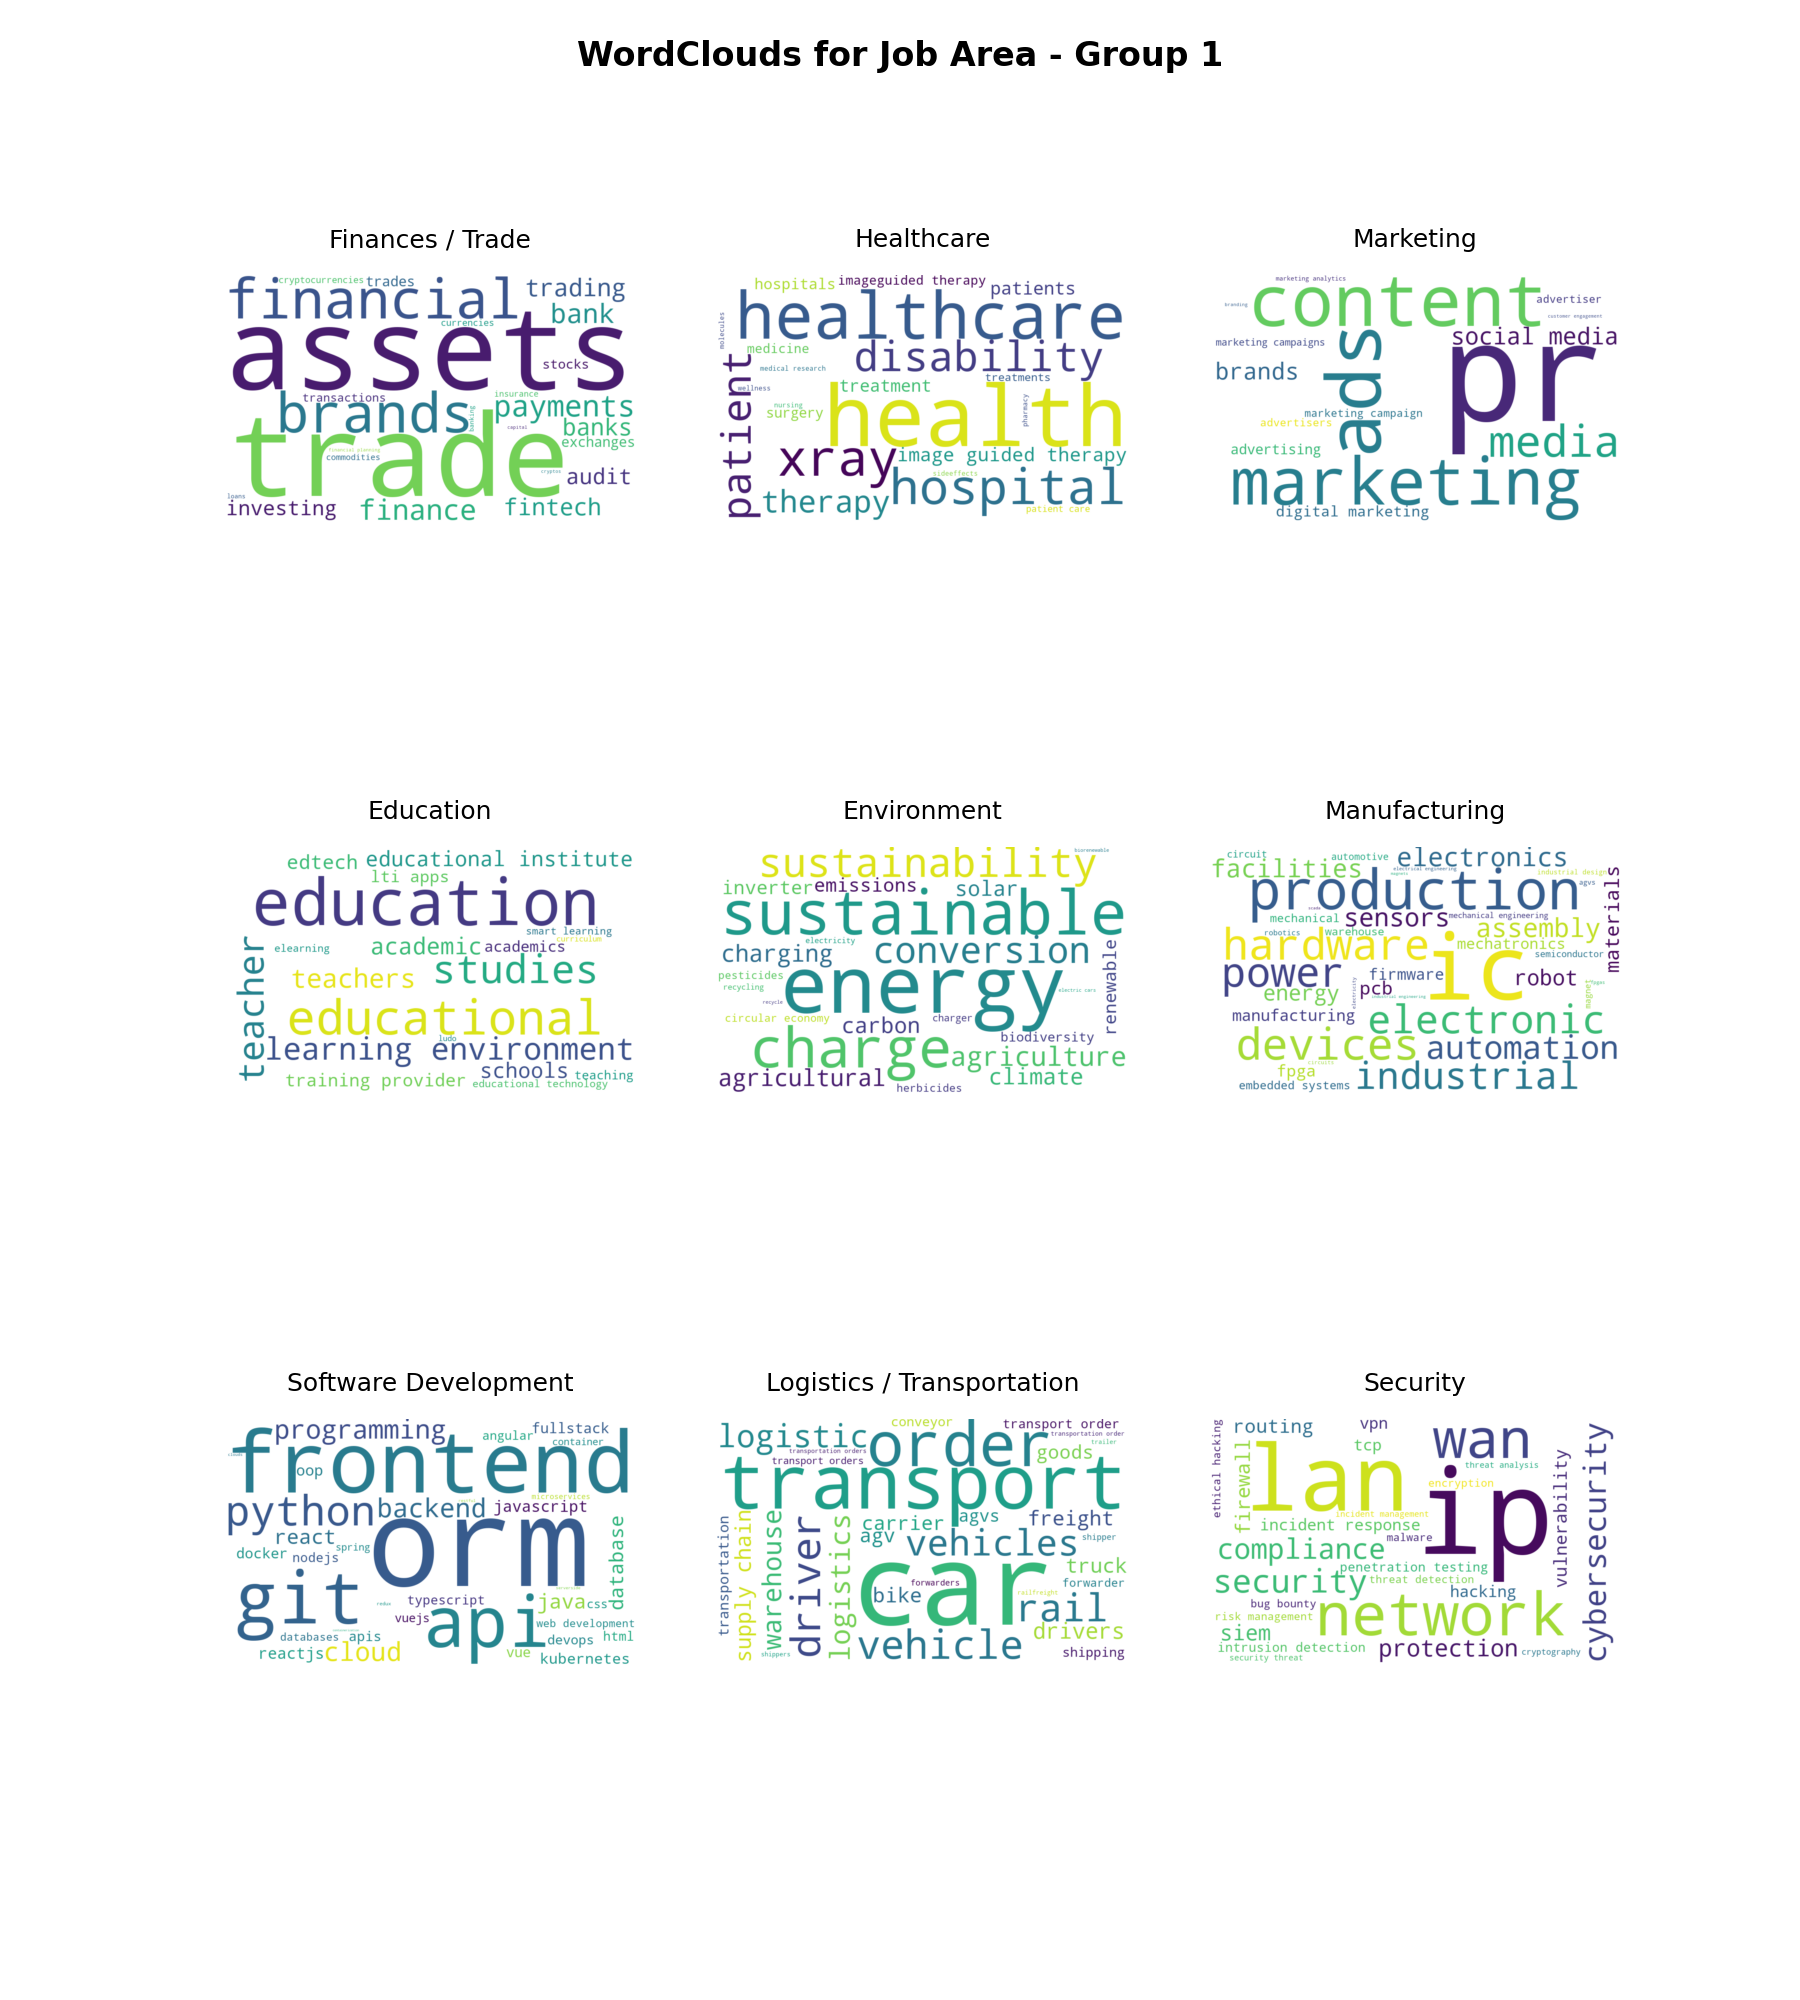 WordClouds for Job Area - Group 1
Finances / Trade
cryptocurrencies
trades
financial
trading
bank
currencies
assets
stocks
transactions
insurance
brands
payments
banking
capital
banks
exchanges
trade
financial planning
commodities
cryptos
audit
loans
investing
finance
fintech
Healthcare
hospitals
imageguided therapy
patients
healthcare
molecules
medicine
disability
medical research
treatments
wellness
treatment
patient
nursing
surgery
health
pharmacy
xray
image guided therapy
sideeffects
therapy
hospital
patient care
Marketing
marketing analytics
content
advertiser
branding
customer engagement
social media
marketing campaigns
ads
pr
brands
marketing campaign
advertisers
media
advertising
marketing
digital marketing
Education
edtech
educational institute
lti apps
education
smart learning
curriculum
elearning
academic
academics
teachers
studies
teacher
educational
ludo
learning environment
schools
training provider
teaching
educational technology
Environment
sustainability
biorenewable
inverter
emissions
solar
sustainable
electricity
charging
conversion
pesticides
renewable
recycling
energy
electric cars
recycle
circular economy
carbon
charger
biodiversity
charge
agriculture
agricultural
climate
herbicides
Manufacturing
circuit
automotive
electronics
facilities
electrical engineering
magnets
industrial design
agvs
production
materials
scada
mechanical
sensors
mechanical engineering
robotics
warehouse
assembly
hardware
mechatronics
semiconductor
power
firmware
ic
robot
energy
pcb
electricity
industrial engineering
magnet
fpgas
manufacturing
electronic
devices
automation
circuits
fpga
embedded systems
industrial
Software Development
programming
fullstack
angular
container
frontend
oop
python
backend
microservices
javascript
react
spring
orm
docker
nodejs
database
git
typescript
java
css
redux
vuejs
api
web development
databases
apis
devops
html
reactjs
cloud
vue
kubernetes
Logistics / Transportation
conveyor
transport order
logistic
order
transportation order
trailer
transportation orders
goods
transport orders
transport
transportation
supply chain
warehouse
driver
logistics
carrier
agvs
freight
agv
vehicles
shipper
car
truck
forwarders
forwarder
bike
railfreight
rail
drivers
vehicle
shippers
shipping
Security
ethical hacking
routing
vpn
wan
cybersecurity
tcp
firewall
lan
threat analysis
vulnerability
encryption
ip
incident management
incident response
malware
compliance
penetration testing
security
threat detection
hacking
bug bounty
risk management
network
siem
intrusion detection
protection
cryptography
security threat